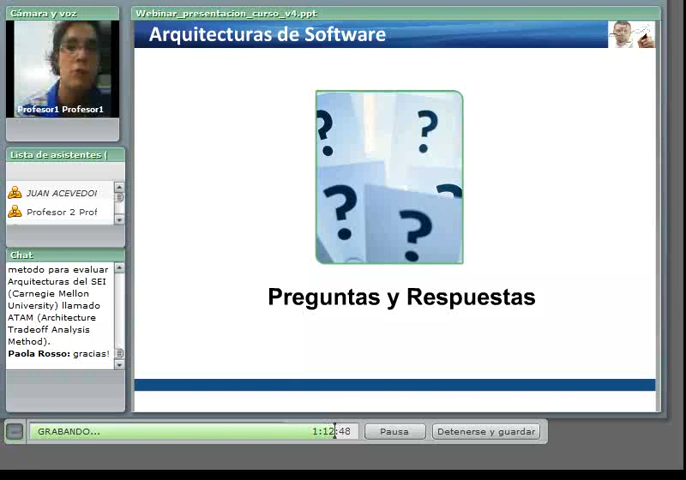 Cámara y voz
Profesor1 Profesor1
Lista de asistentes (
JUAN ACEVEDO
Profesor 2 Prof
Chat
metodo para evaluar
Arquitecturas del SEI
(Carnegie Mellon
University) llamado
ATAM (Architecture
Tradeoff Analysis
Method).
Paola Rosso: gracias!
Webinar_presentacion_curso_v4.ppt
Arquitecturas de Software
? ? ? ? ?
Preguntas y Respuestas
GRABANDO...
1:12:48
Pausa
Detenerse y guardar